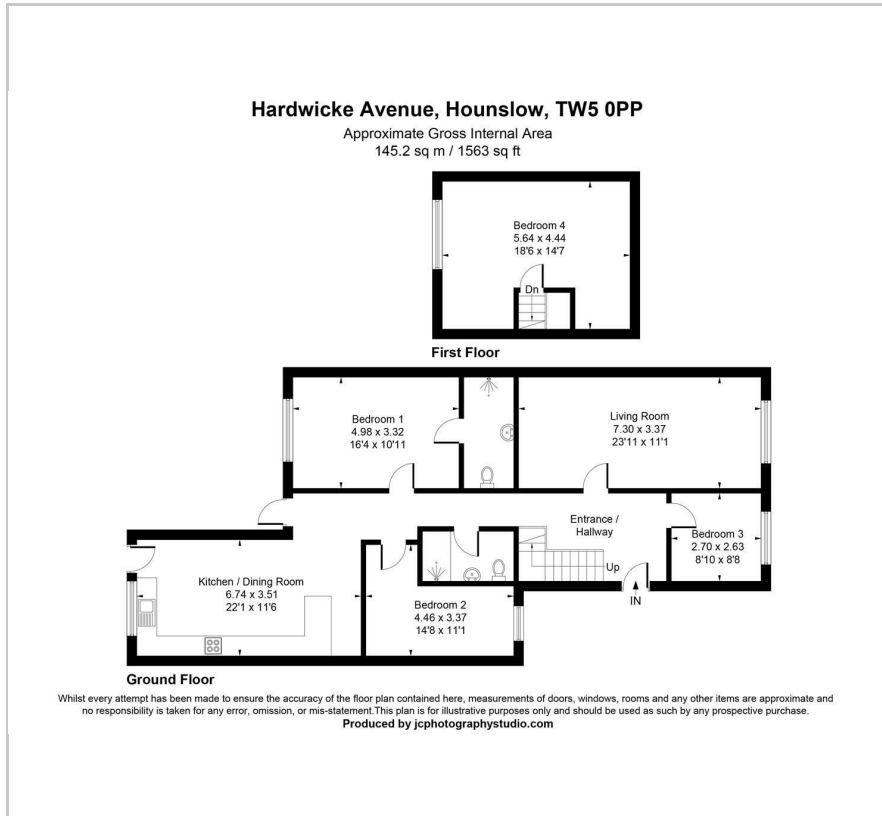 Hardwicke Avenue, Hounslow, TW5 0PP
Approximate Gross Internal Area
145.2 sq m / 1563 sq ft
Bedroom 4
5.64 x 4.44
18'6 x 14'7
Dn
First Floor
Bedroom 1
4.98 x 3.32
16'4 x 10'11
Living Room
7.30 x 3.37
23'11 x 11'1
Entrance /
Hallway
Bedroom 3
2.70 x 2.63
8'10 x 8'8
Up
IN
Kitchen / Dining Room
6.74 x 3.51
22'1 x 11'6
Bedroom 2
4.46 x 3.37
14'8 x 11'1
Ground Floor
Whilst every attempt has been made to ensure the accuracy of the floor plan contained here, measurements of doors, windows, rooms and any other items are approximate and
no responsibility is taken for any error, omission, or mis-statement.This plan is for illustrative purposes only and should be used as such by any prospective purchase.
Produced by jcphotographystudio.com